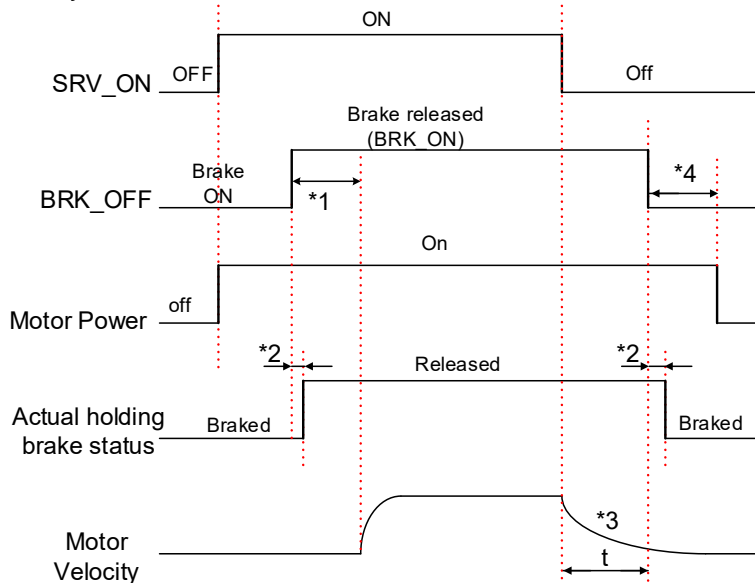 ON
SRV_ON
OFF
Off
Brake released
(BRK_ON)
Brake
ON
BRK_OFF
*1
*4
On
Motor Power
off
*2
Released
*2
Actual holding
brake status
Braked
Braked
Motor
Velocity
*3
t